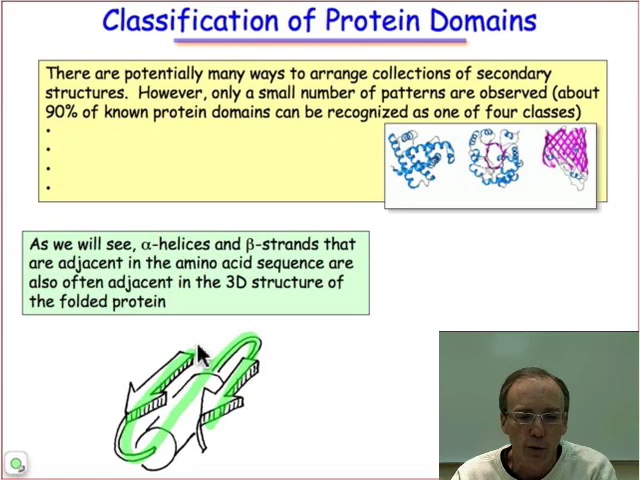 Classification of Protein Domains
There are potentially many ways to arrange collections of secondary
structures. However, only a small number of patterns are observed (about
90% of known protein domains can be recognized as one of four classes)
•
•
•
•
As we will see, α-helices and β-strands that
are adjacent in the amino acid sequence are
also often adjacent in the 3D structure of
the folded protein